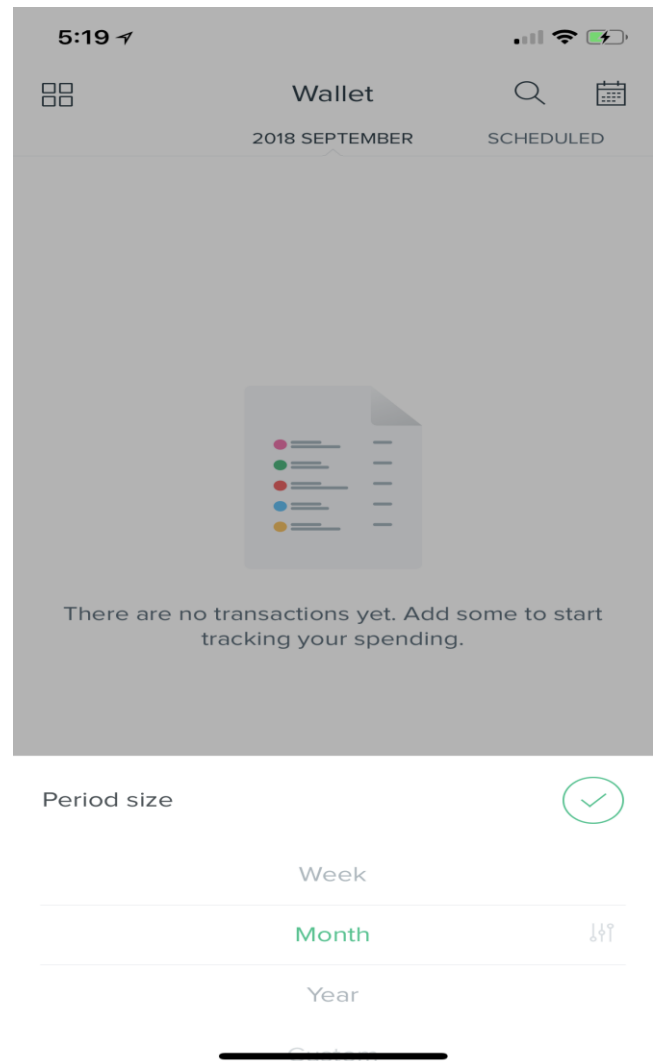 5:19
Wallet
2018 SEPTEMBER SCHEDULED
There are no transactions yet. Add some to start
tracking your spending.
Period size
Week
Month
Year